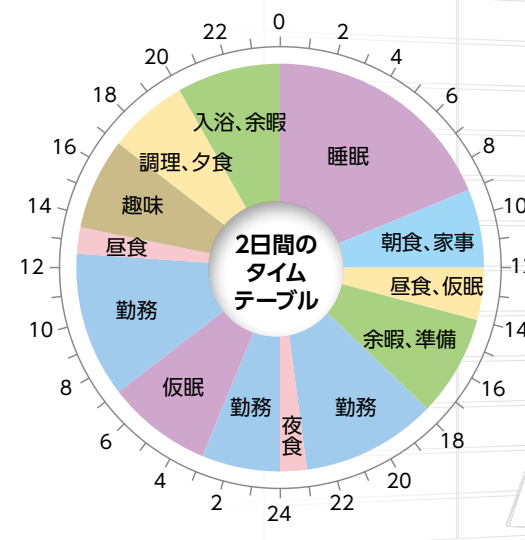 0
2
4
6
8
10
14
16
18
20
22
24
2
4
6
8
10
12
14
16
18
20
22
睡眠
朝食、家事
昼食、仮眠
余暇、準備
勤務
夜食
勤務
仮眠
勤務
昼食
趣味
調理、夕食
入浴、余暇
2日間の
タイム
テーブル